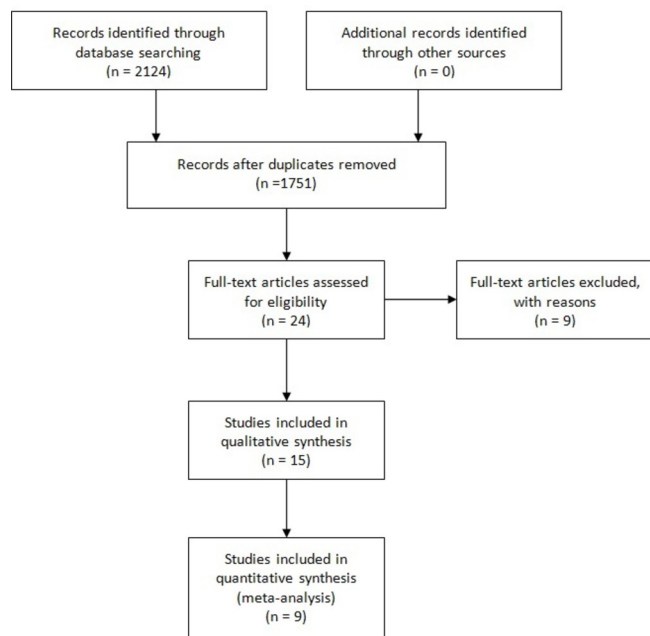 Records identified through
database searching
(n = 2124)
Additional records identified
through other sources
(n = 0)
Records after duplicates removed
(n =1751)
Full-text articles assessed
for eligibility
(n = 24)
Full-text articles excluded,
with reasons
(n = 9)
Studies included in
qualitative synthesis
(n = 15)
Studies included in
quantitative synthesis
(meta-analysis)
(n = 9)